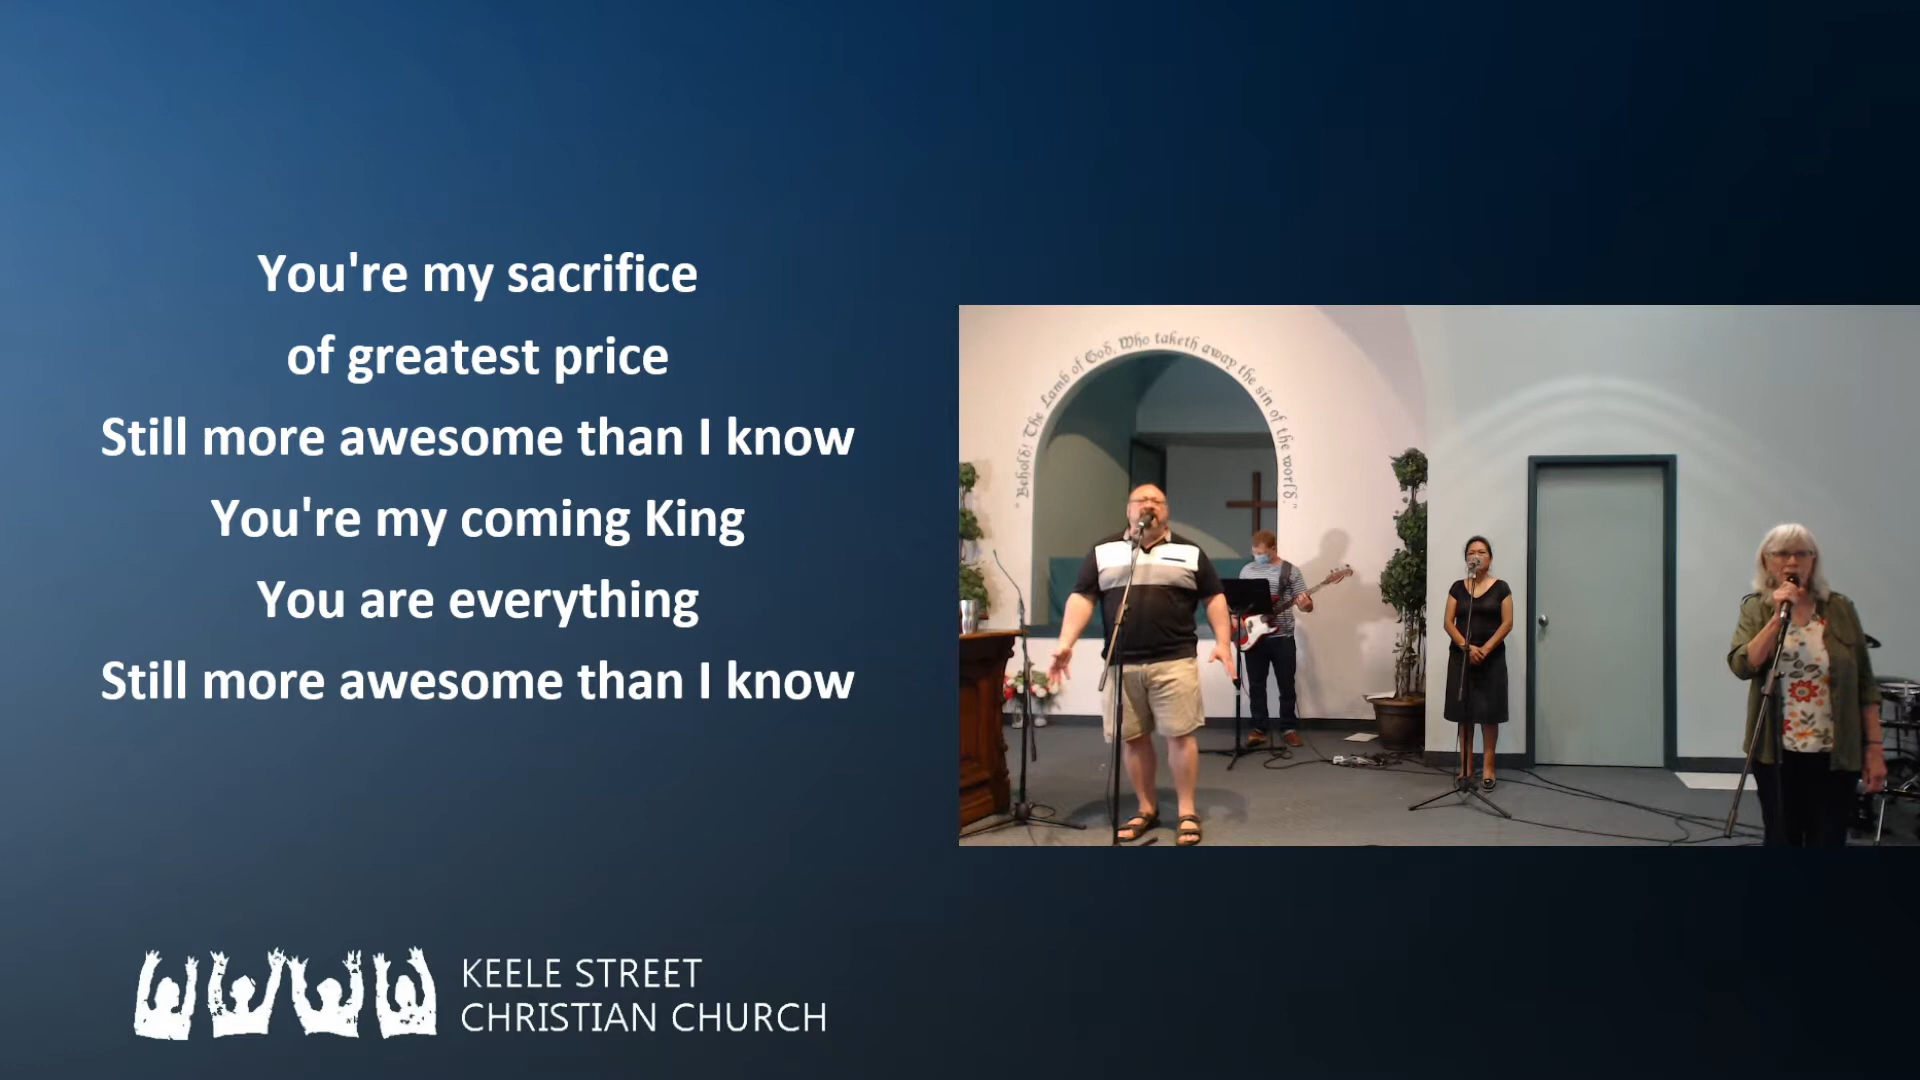 You're my sacrifice
of greatest price
Still more awesome than I know
You're my coming King
You are everything
Still more awesome than I know
"Behold! The Lamb of God, Who taketh away the sin of the world."
KEELE STREET
CHRISTIAN CHURCH